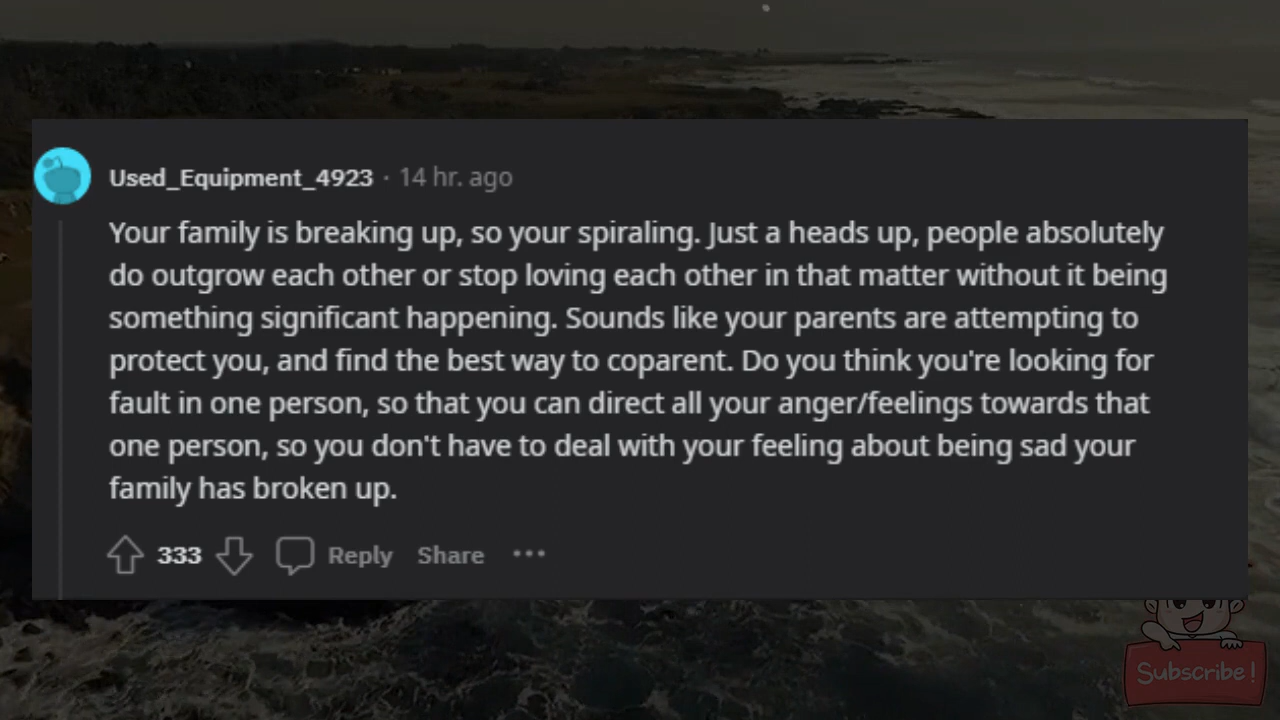 Used_Equipment_4923 · 14 hr. ago
Your family is breaking up, so your spiraling. Just a heads up, people absolutely
do outgrow each other or stop loving each other in that matter without it being
something significant happening. Sounds like your parents are attempting to
protect you, and find the best way to coparent. Do you think you're looking for
fault in one person, so that you can direct all your anger/feelings towards that
one person, so you don't have to deal with your feeling about being sad your
family has broken up.
333 Reply Share ···
Subscribe!